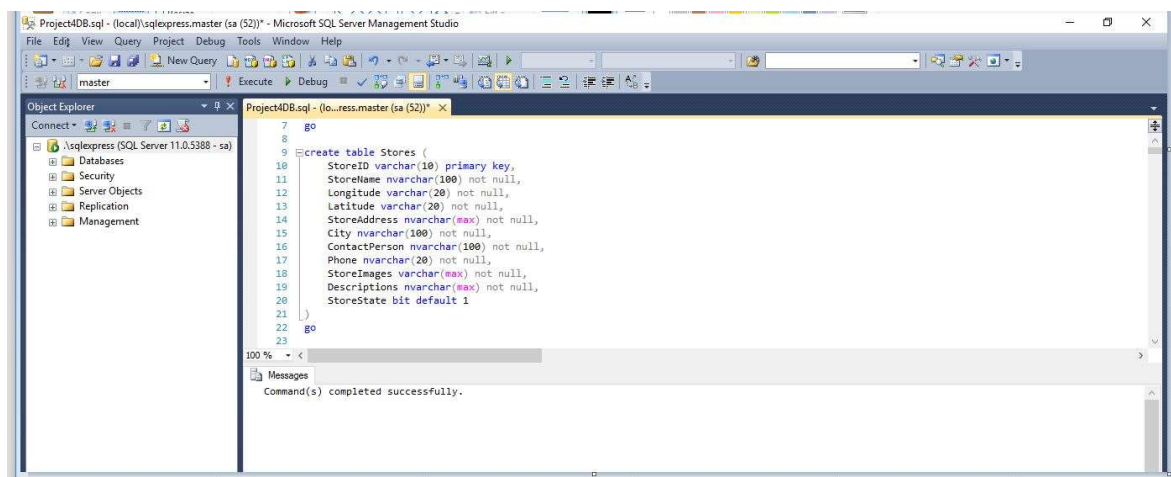 Project4DB.sql - (local)\sqlexpress.master (sa (52))* - Microsoft SQL Server Management Studio
File Edit View Query Project Debug Tools Window Help
New Query
master Execute Debug
Object Explorer
Connect
.\sqlexpress (SQL Server 11.0.5388 - sa)
Databases
Security
Server Objects
Replication
Management
Project4DB.sql - (lo...ress.master (sa (52))*
7 go
8
9 create table Stores (
10 StoreID varchar(10) primary key,
11 StoreName nvarchar(100) not null,
12 Longitude varchar(20) not null,
13 Latitude varchar(20) not null,
14 StoreAddress nvarchar(max) not null,
15 City nvarchar(100) not null,
16 ContactPerson nvarchar(100) not null,
17 Phone nvarchar(20) not null,
18 StoreImages varchar(max) not null,
19 Descriptions nvarchar(max) not null,
20 StoreState bit default 1
21 )
22 go
23
100 %
Messages
Command(s) completed successfully.